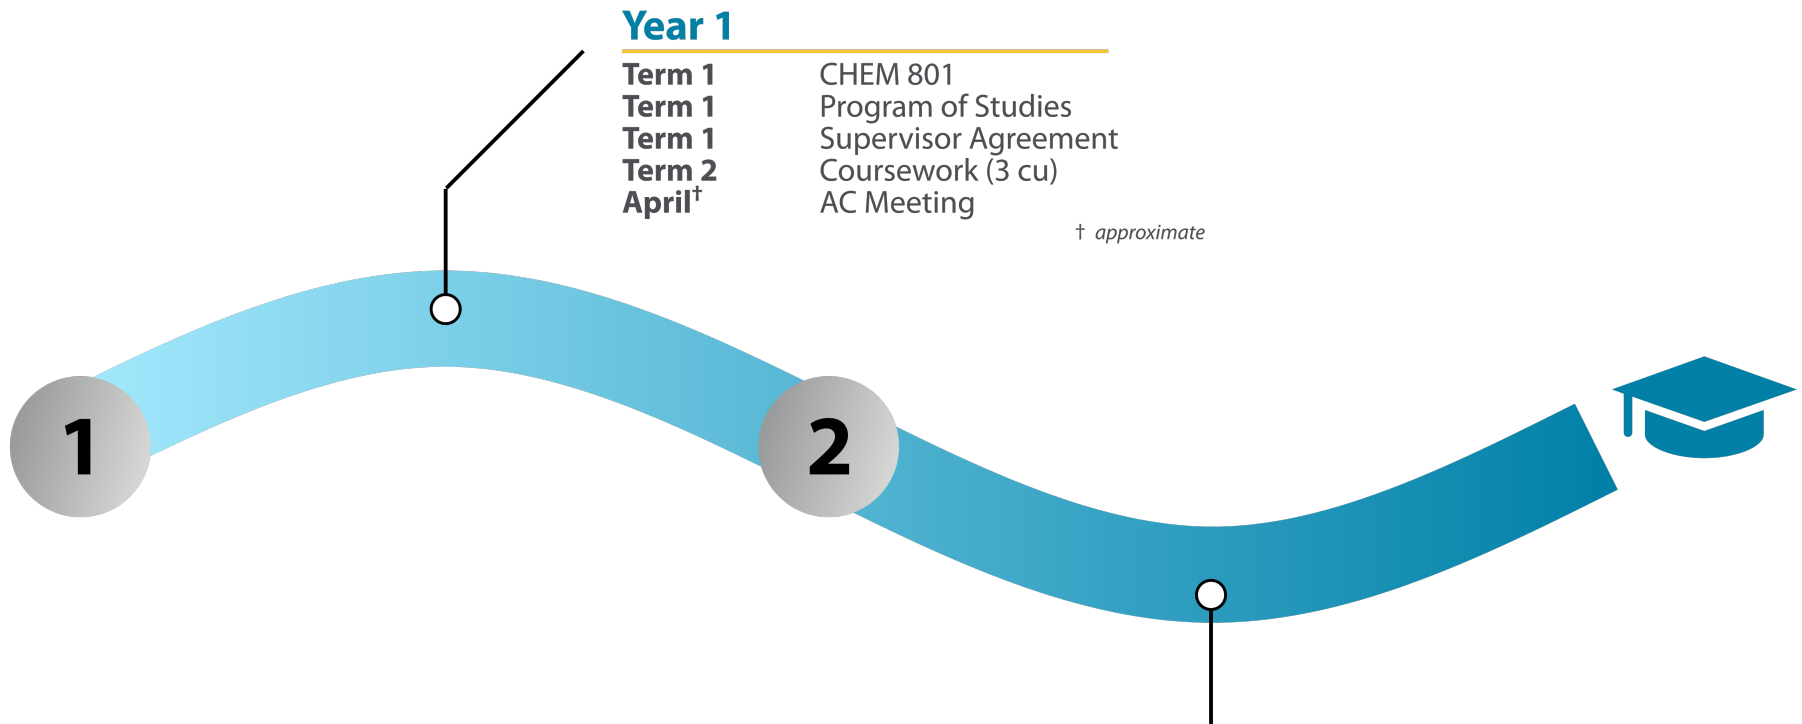 Year 1
Term 1 CHEM 801
Term 1 Program of Studies
Term 1 Supervisor Agreement
Term 2 Coursework (3 cu)
April† AC Meeting
† approximate
1
2